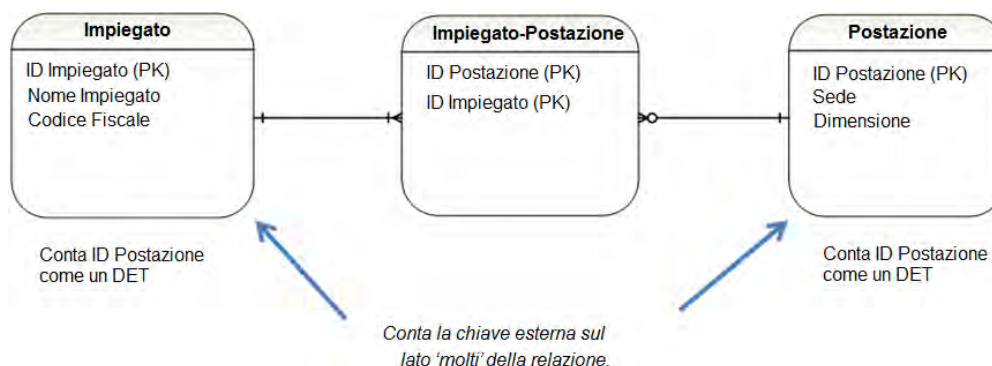 Impiegato
ID Impiegato (PK)
Nome Impiegato
Codice Fiscale
Impiegato-Postazione
ID Postazione (PK)
ID Impiegato (PK)
Postazione
ID Postazione (PK)
Sede
Dimensione
Conta ID Postazione
come un DET
Conta ID Postazione
come un DET
Conta la chiave esterna sul
lato ‘molti’ della relazione.